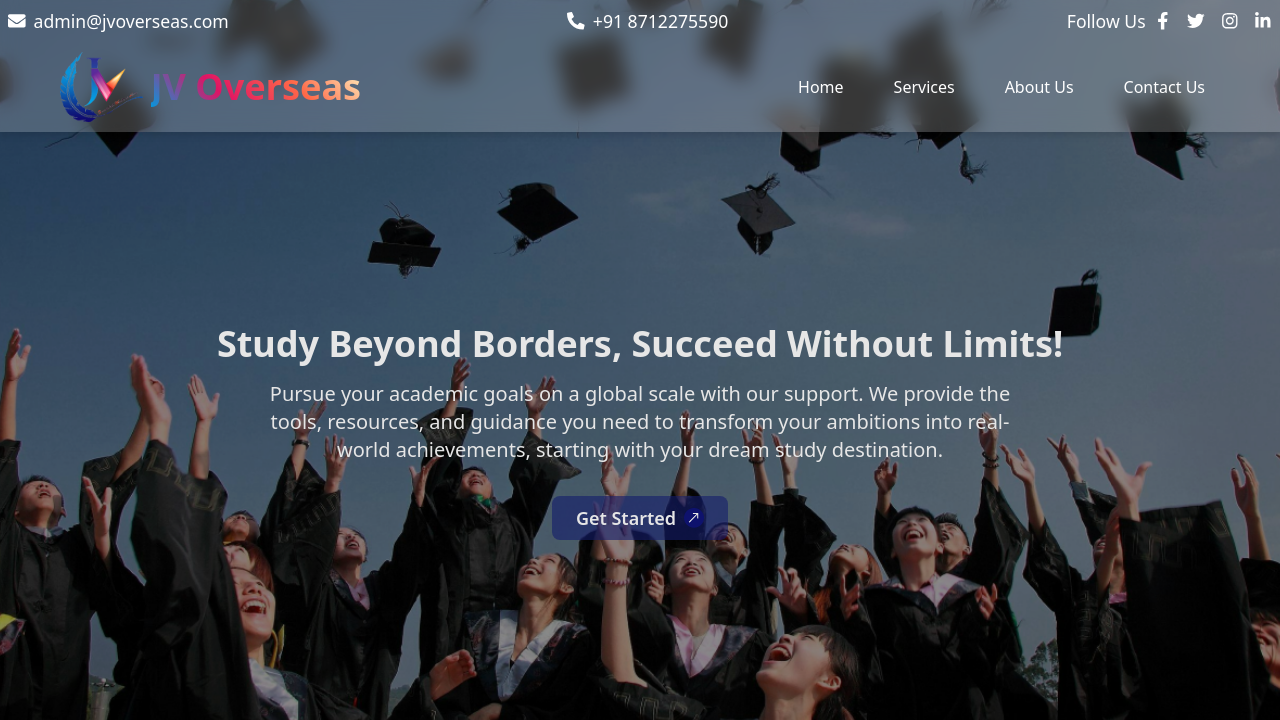 admin@jvoverseas.com
+91 8712275590
Follow Us
JV Overseas
Home
Services
About Us
Contact Us
Study Beyond Borders, Succeed Without Limits!
Pursue your academic goals on a global scale with our support. We provide the
tools, resources, and guidance you need to transform your ambitions into real-
world achievements, starting with your dream study destination.
Get Started